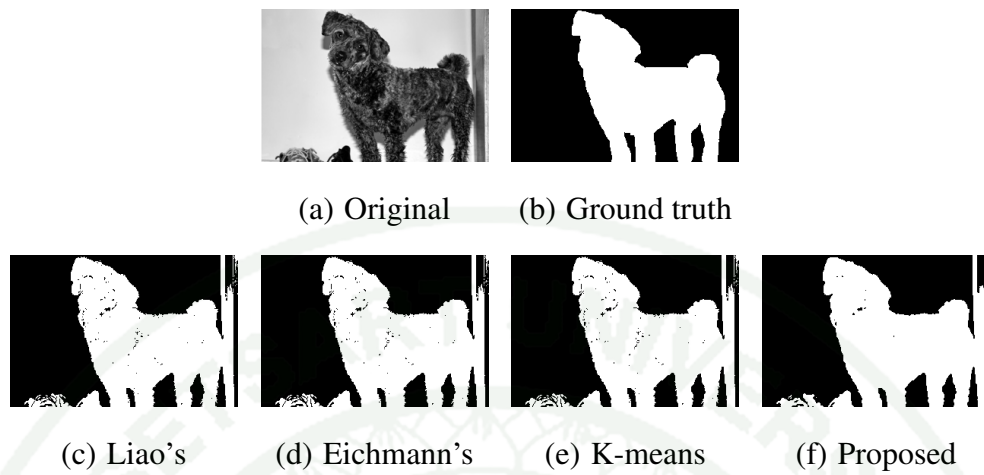 (a) Original
(b) Ground truth
(c) Liao's
(d) Eichmann's
(e) K-means
(f) Proposed